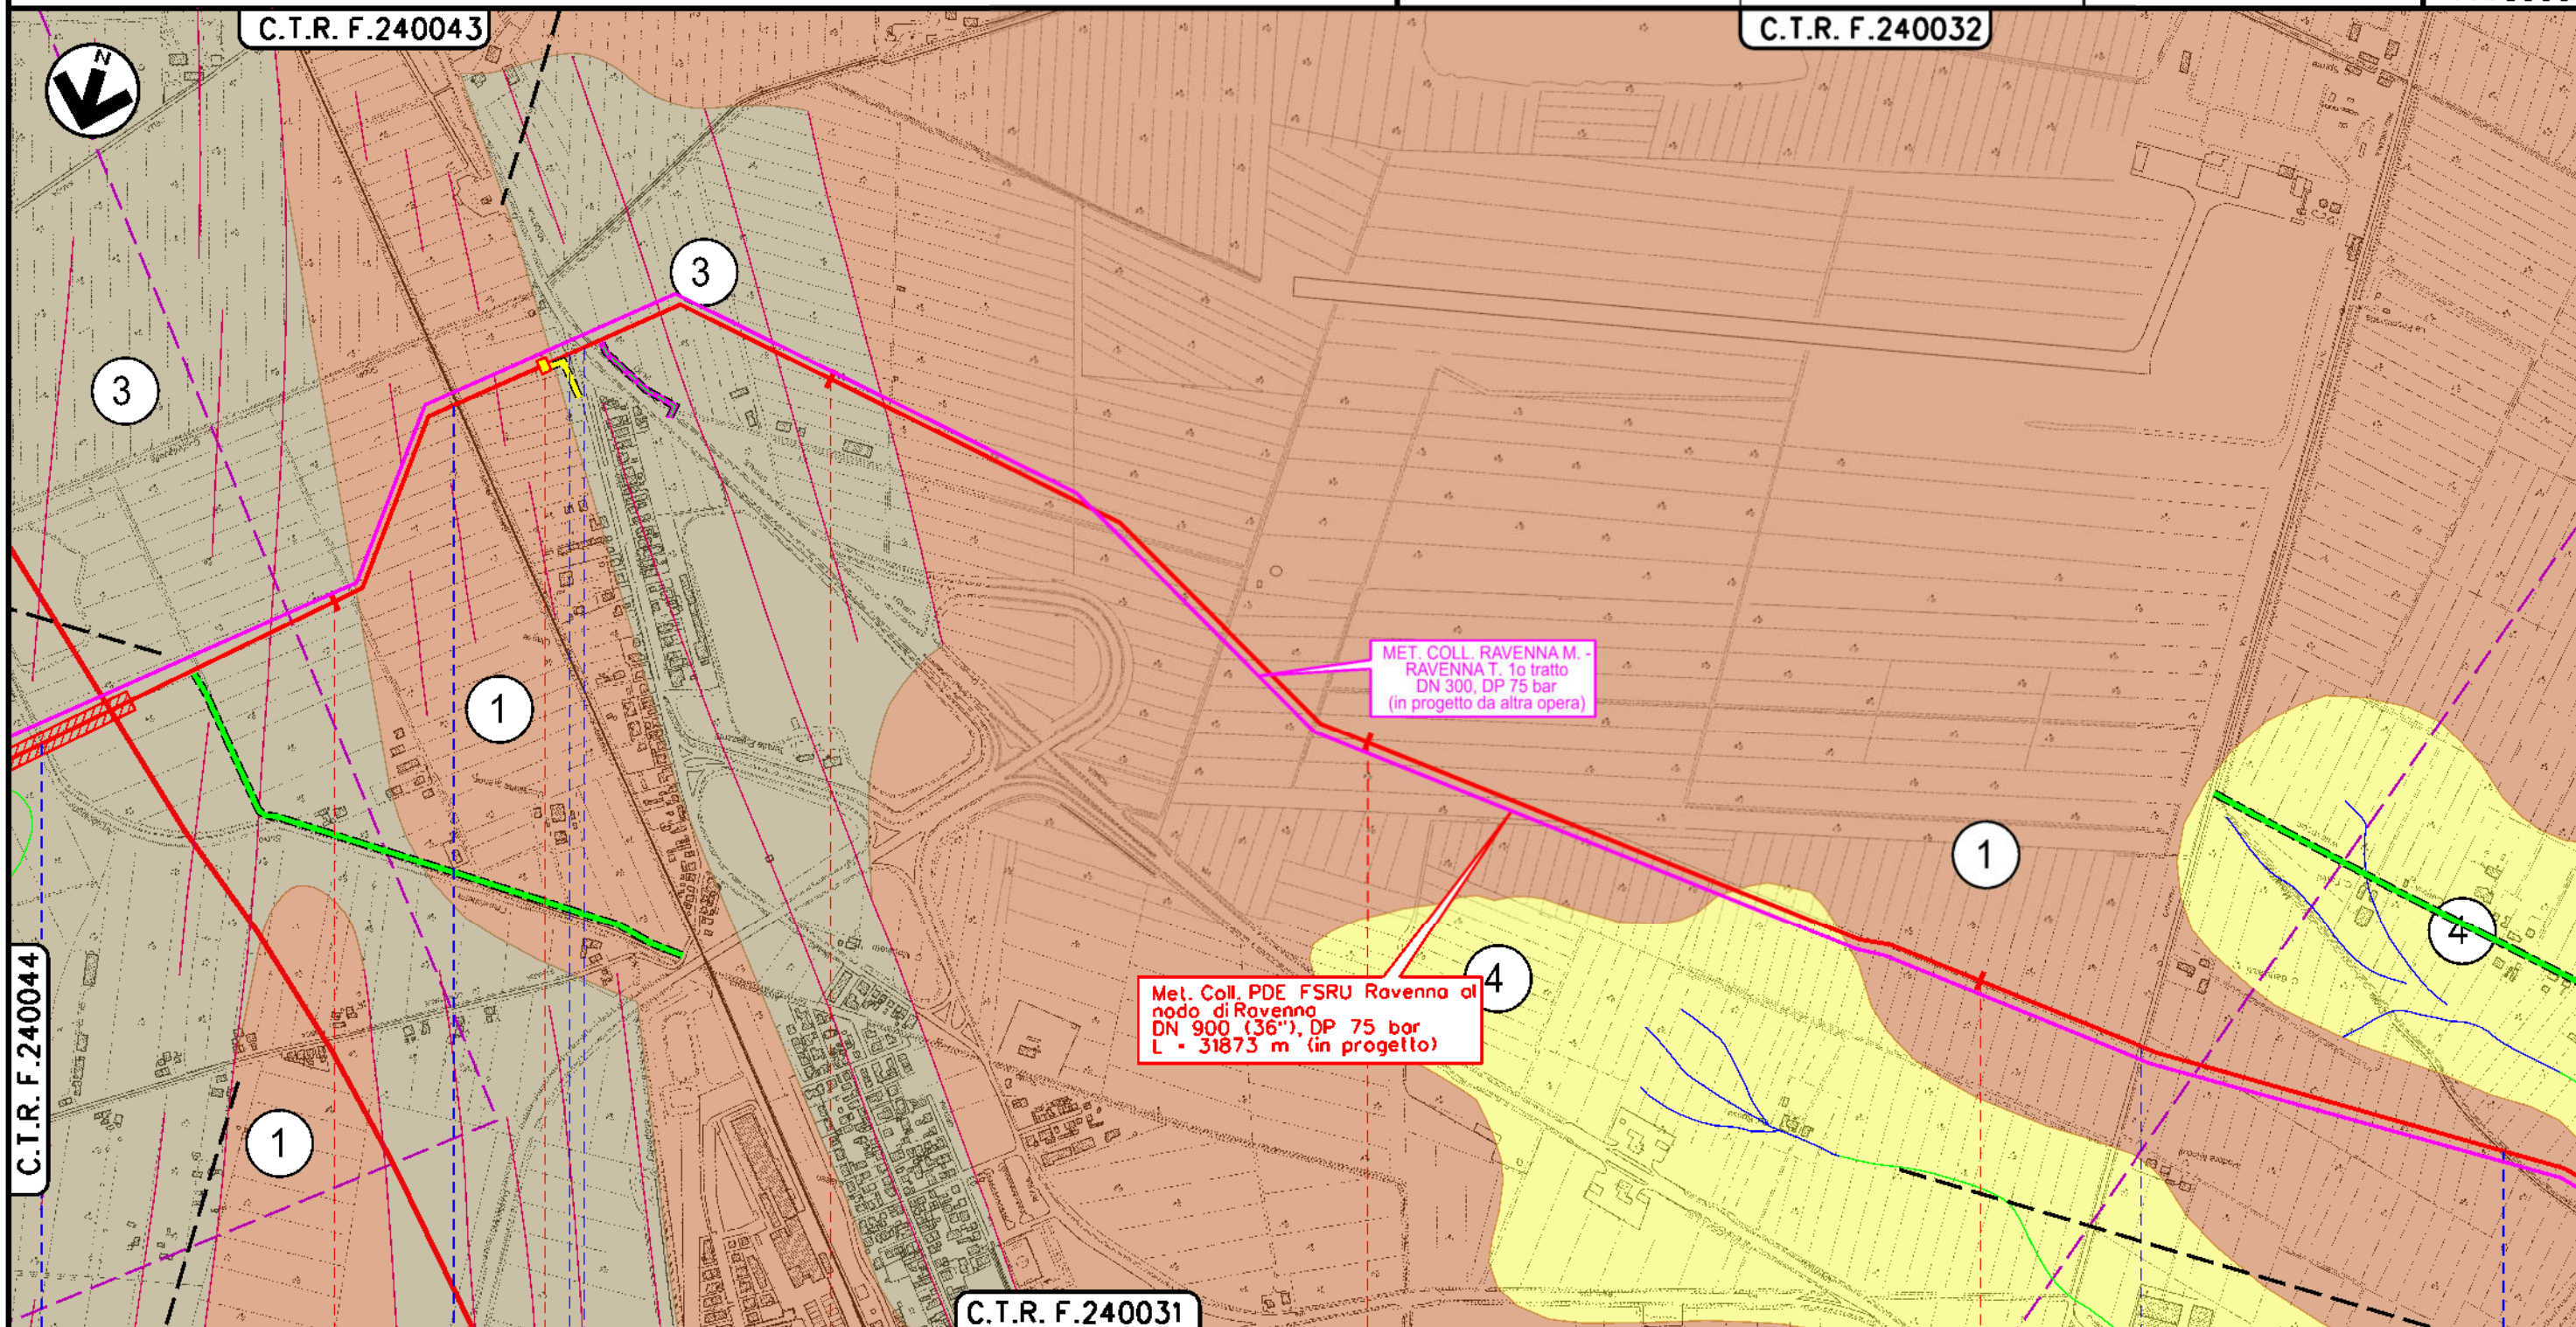 C.T.R. F.240043
C.T.R. F.240032
N
3
3
MET. COLL. RAVENNA M. -
RAVENNA T. 1o tratto
DN 300, DP 75 bar
(in progetto da altra opera)
1
1
4
4
Met. Coll. PDE FSRU Ravenna al
nodo di Ravenna
DN 900 (36"), DP 75 bar
L = 31873 m (in progetto)
C.T.R. F.240044
1
C.T.R. F.240031